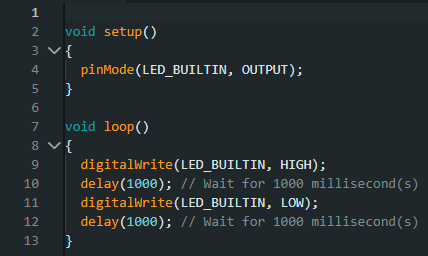 1
2 void setup()
3 {
4   pinMode(LED_BUILTIN, OUTPUT);
5 }
6
7 void loop()
8 {
9   digitalWrite(LED_BUILTIN, HIGH);
10   delay(1000); // Wait for 1000 millisecond(s)
11   digitalWrite(LED_BUILTIN, LOW);
12   delay(1000); // Wait for 1000 millisecond(s)
13 }